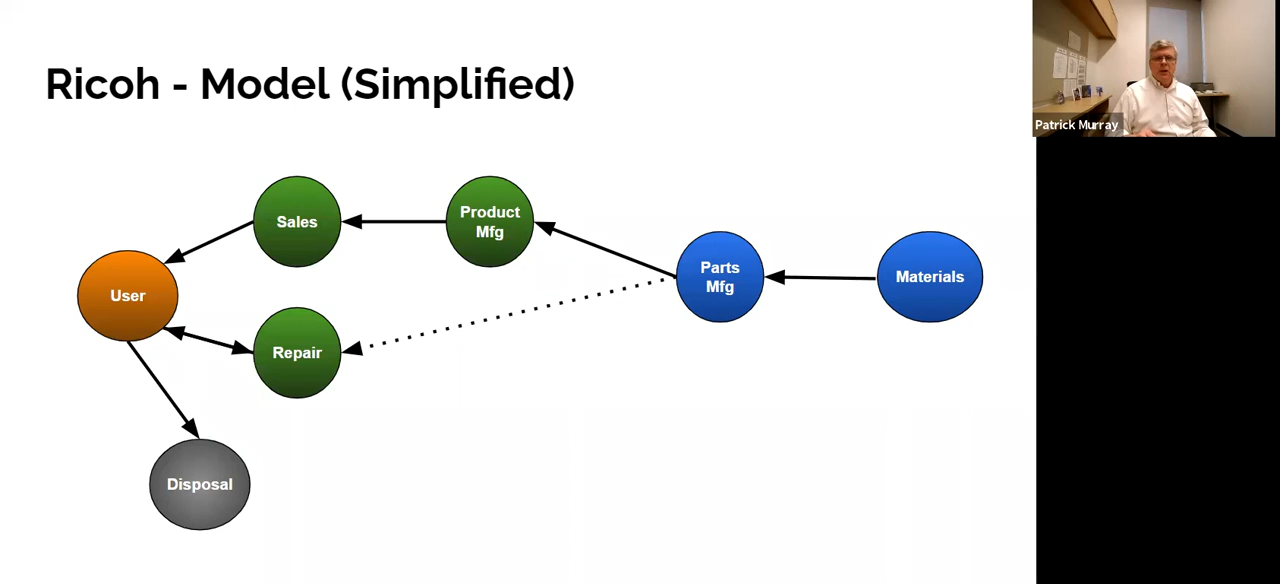 Ricoh - Model (Simplified)
Patrick Murray
Sales
Product
Mfg
Parts
Mfg
Materials
User
Repair
Disposal